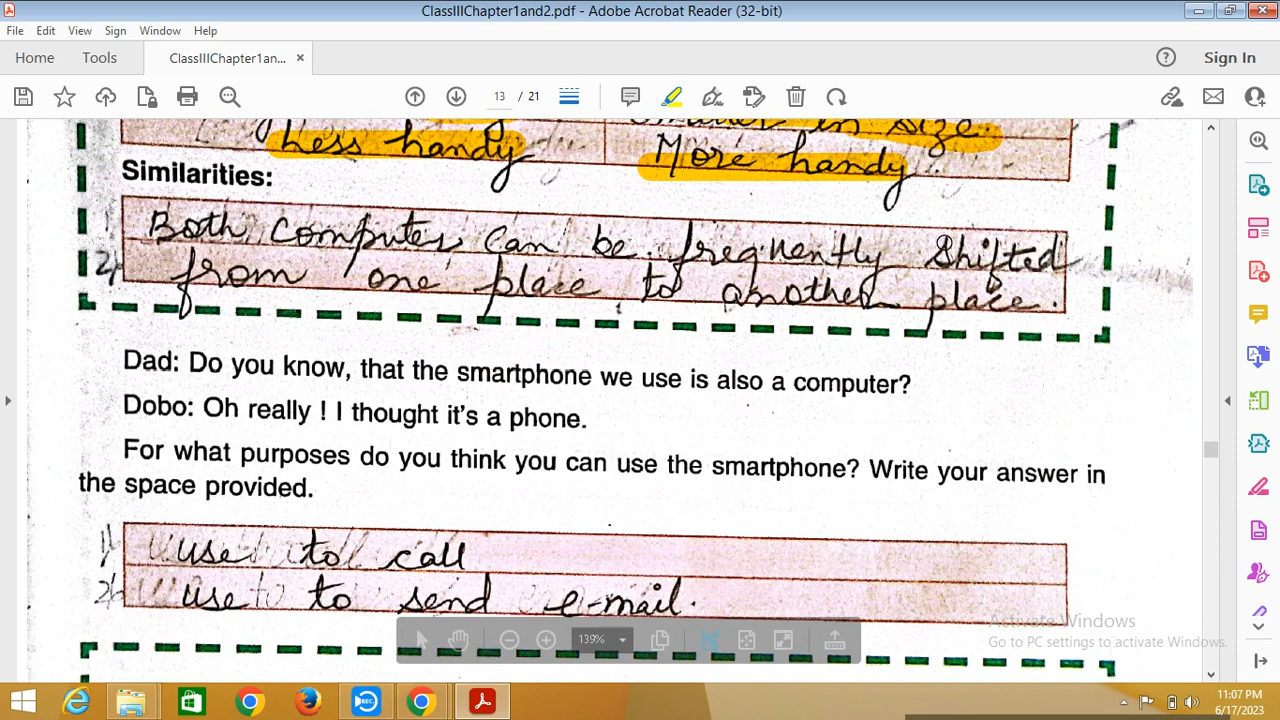 ClassIIIChapter1and2.pdf - Adobe Acrobat Reader (32-bit)
File Edit View Sign Window Help
Home Tools ClassIIIChapter1an... × Sign In
13 / 21
in size.
Less handy More handy.
Similarities:
Both Computer Can be frequently Shifted
from one place to another place.
Dad: Do you know, that the smartphone we use is also a computer?
Dobo: Oh really ! I thought it's a phone.
For what purposes do you think you can use the smartphone? Write your answer in
the space provided.
use to call
use to send e-mail.
139%
Activate Windows
Go to PC settings to activate Windows.
REC
11:07 PM
6/17/2023